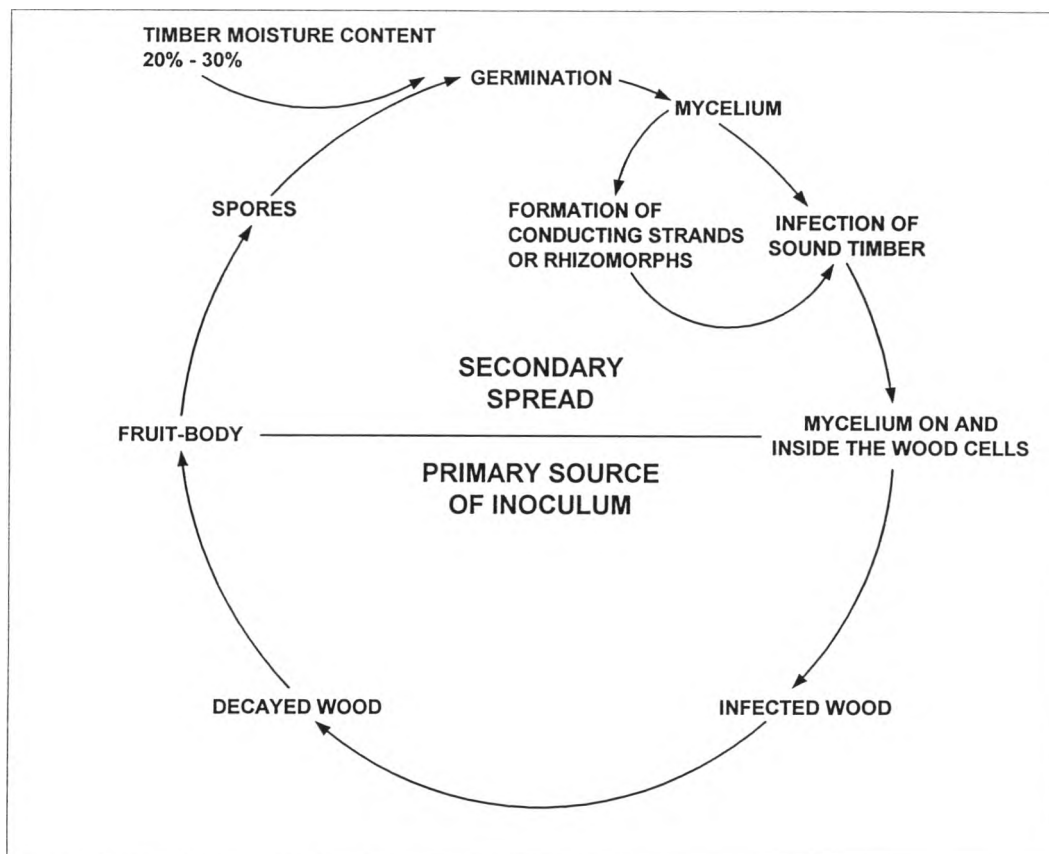 TIMBER MOISTURE CONTENT
20% - 30%
GERMINATION
MYCELIUM
FORMATION OF
CONDUCTING STRANDS
OR RHIZOMORPHS
INFECTION OF
SOUND TIMBER
SPORES
SECONDARY
SPREAD
FRUIT-BODY
MYCELIUM ON AND
INSIDE THE WOOD CELLS
PRIMARY SOURCE
OF INOCULUM
DECAYED WOOD
INFECTED WOOD